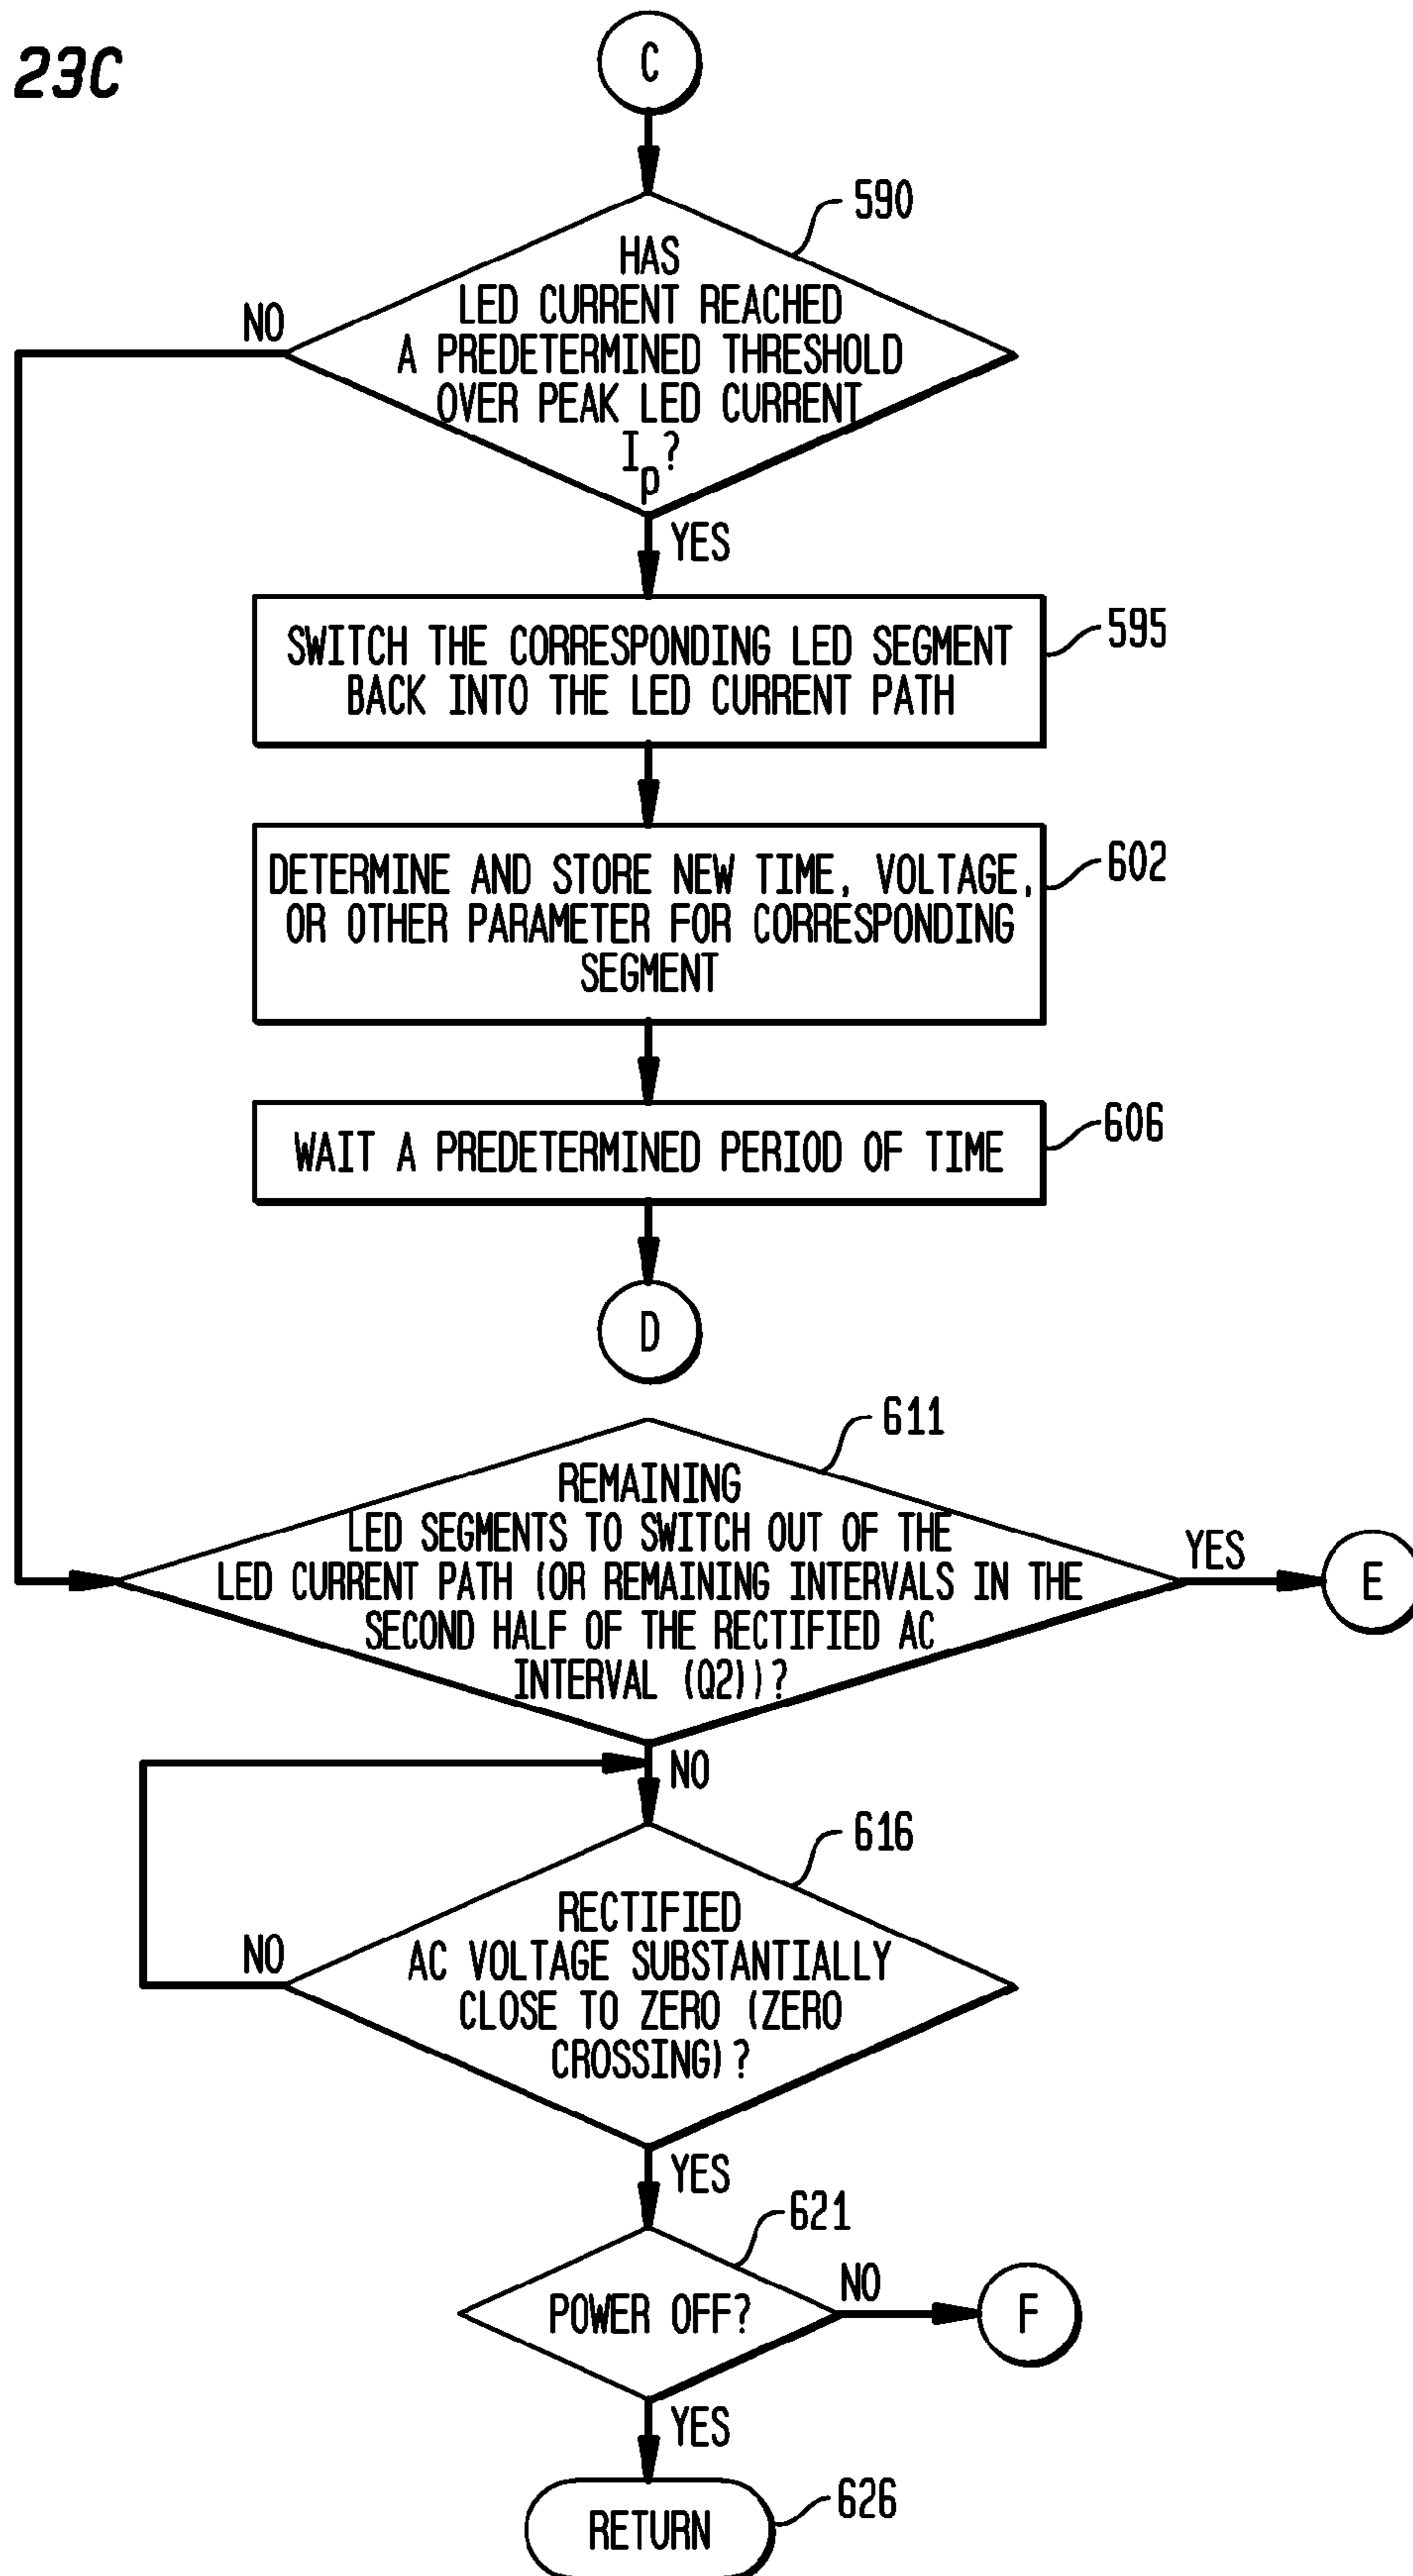 23C
C
590
HAS
LED CURRENT REACHED
A PREDETERMINED THRESHOLD
OVER PEAK LED CURRENT
Ip?
NO
YES
SWITCH THE CORRESPONDING LED SEGMENT
BACK INTO THE LED CURRENT PATH
595
DETERMINE AND STORE NEW TIME, VOLTAGE,
OR OTHER PARAMETER FOR CORRESPONDING
SEGMENT
602
WAIT A PREDETERMINED PERIOD OF TIME
606
D
611
REMAINING
LED SEGMENTS TO SWITCH OUT OF THE
LED CURRENT PATH (OR REMAINING INTERVALS IN THE
SECOND HALF OF THE RECTIFIED AC
INTERVAL (Q2))?
YES
E
NO
616
RECTIFIED
AC VOLTAGE SUBSTANTIALLY
CLOSE TO ZERO (ZERO
CROSSING)?
NO
YES
621
POWER OFF?
NO
F
YES
RETURN
626